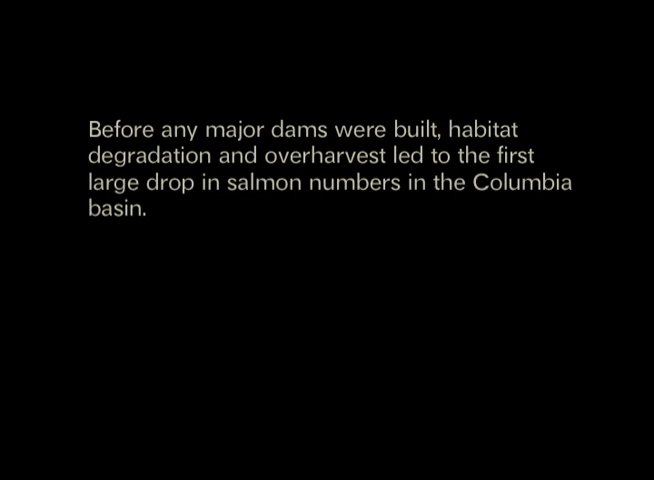 Before any major dams were built, habitat
degradation and overharvest led to the first
large drop in salmon numbers in the Columbia
basin.